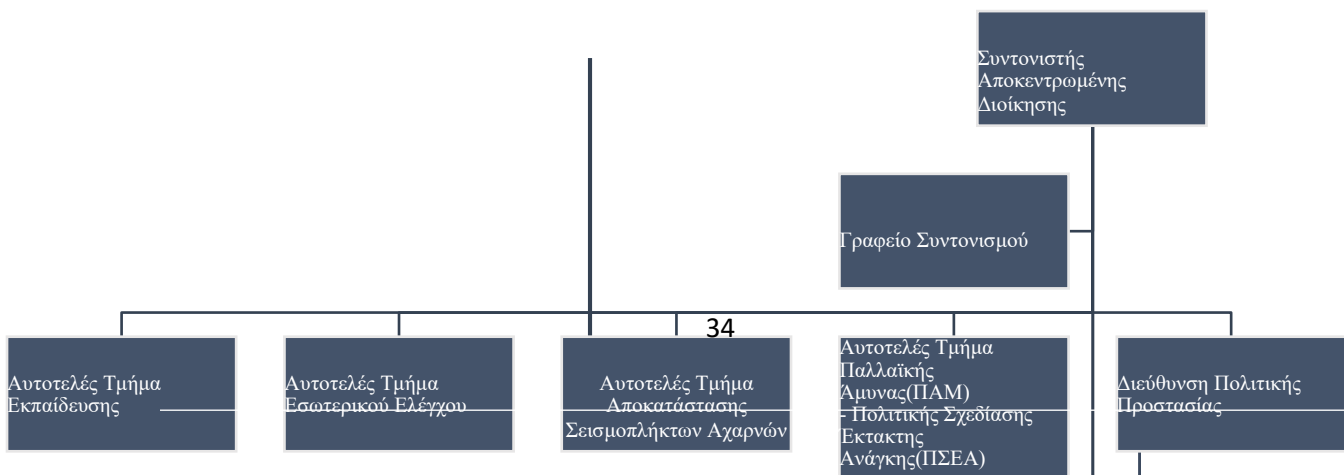 Συντονιστής
Αποκεντρωμένης
Διοίκησης
Γραφείο Συντονισμού
34
Αυτοτελές Τμήμα
Εκπαίδευσης
Αυτοτελές Τμήμα
Εσωτερικού Ελέγχου
Αυτοτελές Τμήμα
Αποκατάστασης
Σεισμοπλήκτων Αχαρνών
Αυτοτελές Τμήμα
Παλλαϊκής
Άμυνας(ΠΑΜ)
- Πολιτικής Σχεδίασης
Έκτακτης
Ανάγκης(ΠΣΕΑ)
Διεύθυνση Πολιτικής
Προστασίας